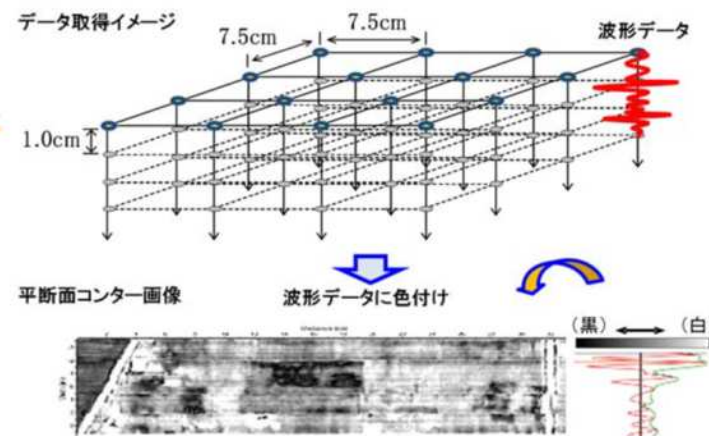 データ取得イメージ
7.5cm
7.5cm
波形データ
1.0cm
平断面コンター画像
波形データに色付け
(黒)
(白